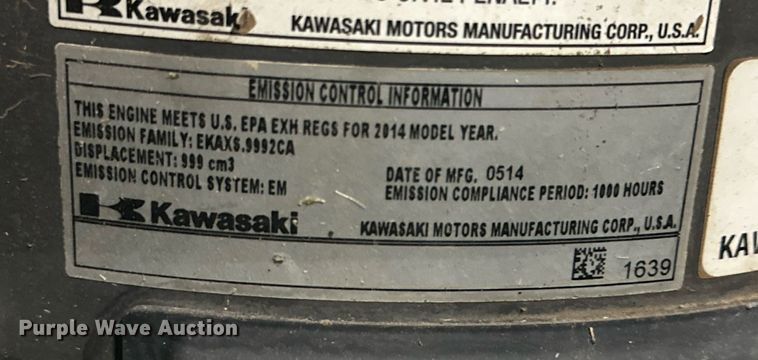 Kawasaki
KAWASAKI MOTORS MANUFACTURING CORP., U.S.A.
EMISSION CONTROL INFORMATION
THIS ENGINE MEETS U.S. EPA EXH REGS FOR 2014 MODEL YEAR.
EMISSION FAMILY: EKAXS.9992CA
DISPLACEMENT: 999 cm3
EMISSION CONTROL SYSTEM: EM
DATE OF MFG. 0514
EMISSION COMPLIANCE PERIOD: 1000 HOURS
Kawasaki
KAWASAKI MOTORS MANUFACTURING CORP., U.S.A.
1639
Purple Wave Auction